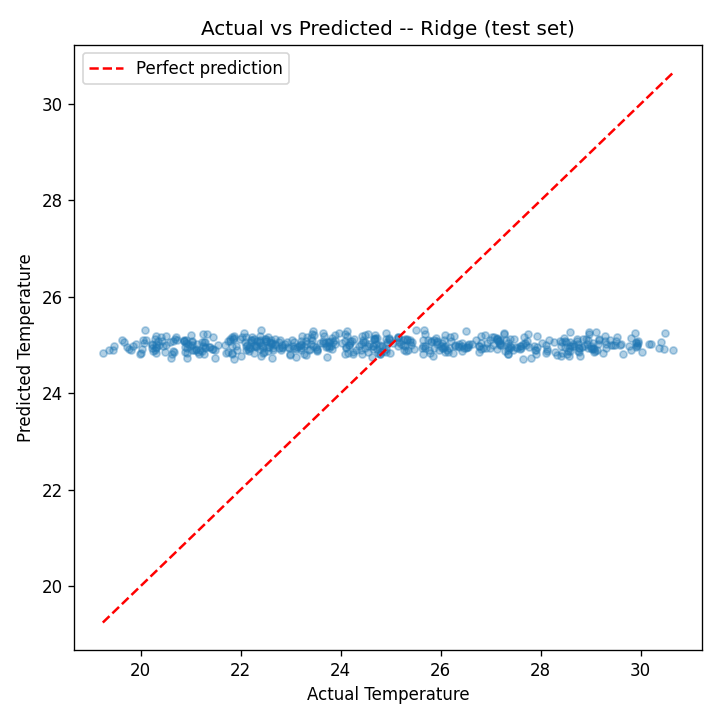 Actual vs Predicted -- Ridge (test set)
Perfect prediction
30
28
26
24
22
20
Predicted Temperature
20 22 24 26 28 30
Actual Temperature